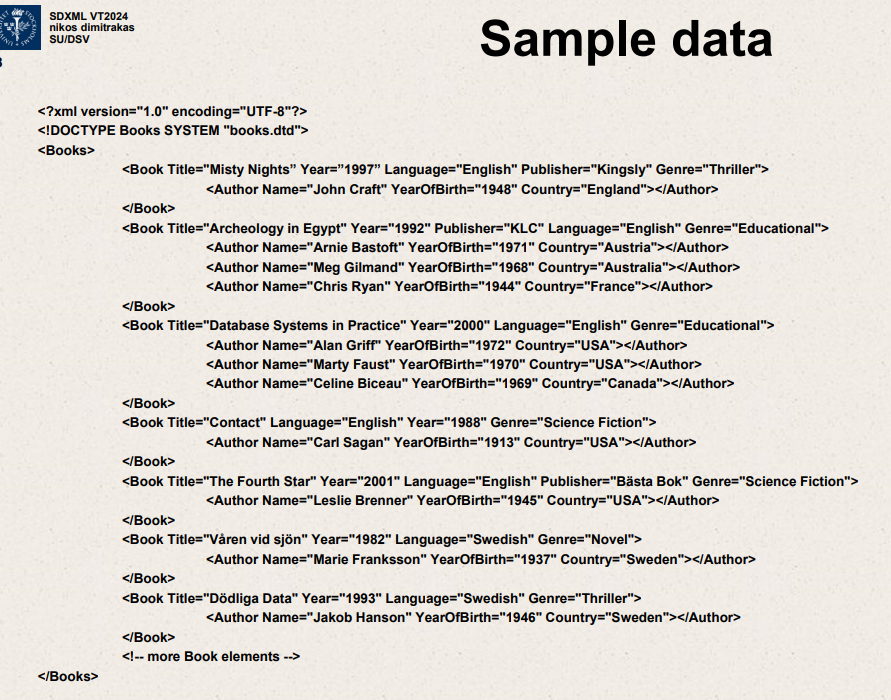 SDXML VT2024
nikos dimitrakas
SU/DSV
Sample data
<?xml version="1.0" encoding="UTF-8"?>
<!DOCTYPE Books SYSTEM "books.dtd">
<Books>
<Book Title="Misty Nights” Year=”1997” Language="English" Publisher="Kingsly" Genre="Thriller">
<Author Name="John Craft" YearOfBirth="1948" Country="England"></Author>
</Book>
<Book Title="Archeology in Egypt" Year="1992" Publisher="KLC" Language="English" Genre="Educational">
<Author Name="Arnie Bastoft" YearOfBirth="1971" Country="Austria"></Author>
<Author Name="Meg Gilmand" YearOfBirth="1968" Country="Australia"></Author>
<Author Name="Chris Ryan" YearOfBirth="1944" Country="France"></Author>
</Book>
<Book Title="Database Systems in Practice" Year="2000" Language="English" Genre="Educational">
<Author Name="Alan Griff" YearOfBirth="1972" Country="USA"></Author>
<Author Name="Marty Faust" YearOfBirth="1970" Country="USA"></Author>
<Author Name="Celine Biceau" YearOfBirth="1969" Country="Canada"></Author>
</Book>
<Book Title="Contact" Language="English" Year="1988" Genre="Science Fiction">
<Author Name="Carl Sagan" YearOfBirth="1913" Country="USA"></Author>
</Book>
<Book Title="The Fourth Star" Year="2001" Language="English" Publisher="Bästa Bok" Genre="Science Fiction">
<Author Name="Leslie Brenner" YearOfBirth="1945" Country="USA"></Author>
</Book>
<Book Title="Våren vid sjön" Year="1982" Language="Swedish" Genre="Novel">
<Author Name="Marie Franksson" YearOfBirth="1937" Country="Sweden"></Author>
</Book>
<Book Title="Dödliga Data" Year="1993" Language="Swedish" Genre="Thriller">
<Author Name="Jakob Hanson" YearOfBirth="1946" Country="Sweden"></Author>
</Book>
<!-- more Book elements -->
</Books>